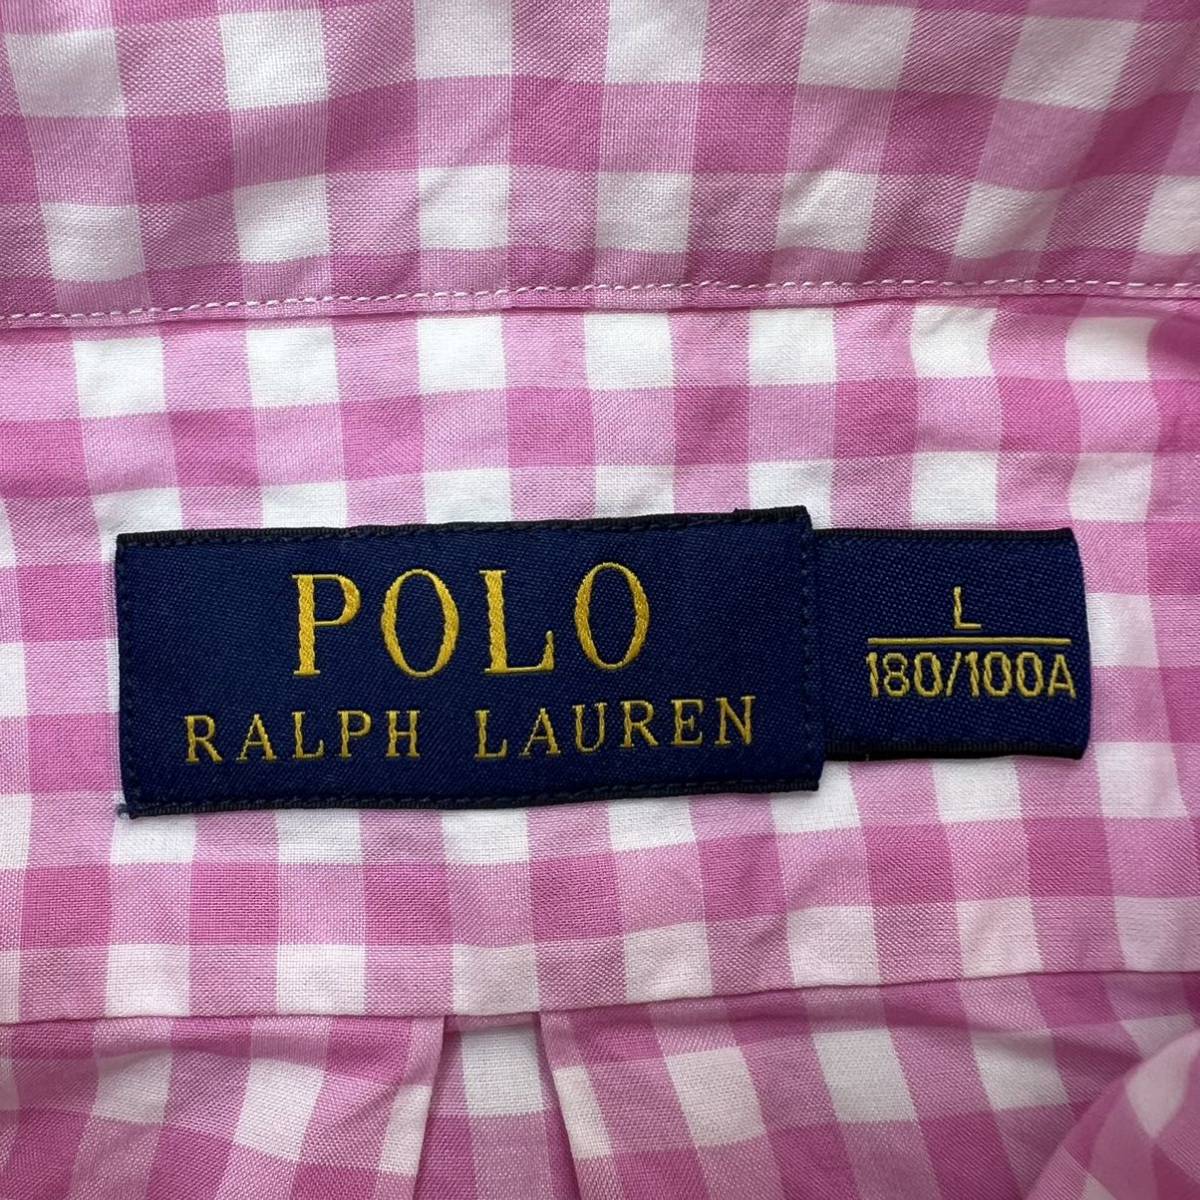 POLO
RALPH LAUREN
L
180/100A